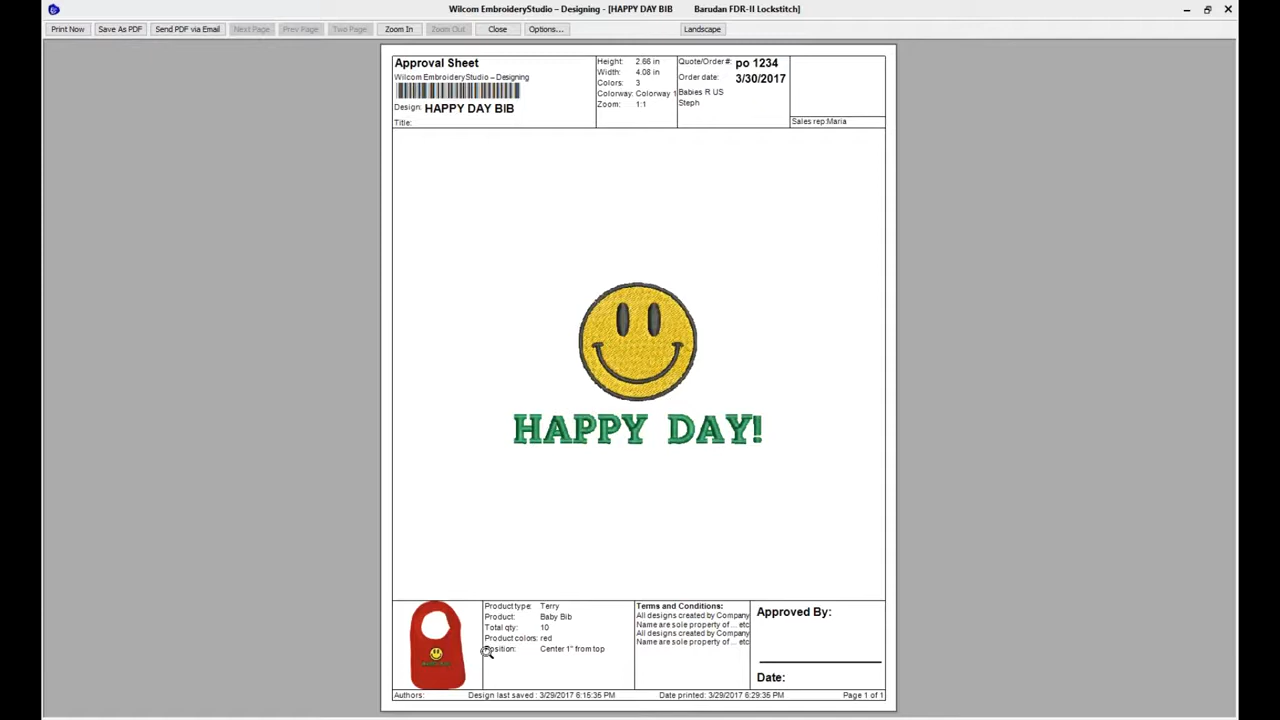 Wilcom EmbroideryStudio – Designing - [HAPPY DAY BIB Barudan FDR-II Lockstitch]
Print Now Save As PDF Send PDF via Email Next Page Prev Page Two Page Zoom In Zoom Out Close Options... Landscape
Approval Sheet
Wilcom EmbroideryStudio – Designing
Design: HAPPY DAY BIB
Title:
Height: 2.66 in
Width: 4.08 in
Colors: 3
Colorway: Colorway 1
Zoom: 1:1
Quote/Order #: po 1234
Order date: 3/30/2017
Babies R US
Steph
Sales rep:Maria
HAPPY DAY!
Product type: Terry
Product: Baby Bib
Total qty: 10
Product colors: red
Position: Center 1" from top
Terms and Conditions:
All designs created by Company
Name are sole property of ... etc
All designs created by Company
Name are sole property of ... etc
Approved By:
Date:
Authors: Design last saved : 3/29/2017 6:15:35 PM Date printed: 3/29/2017 6:29:35 PM Page 1 of 1